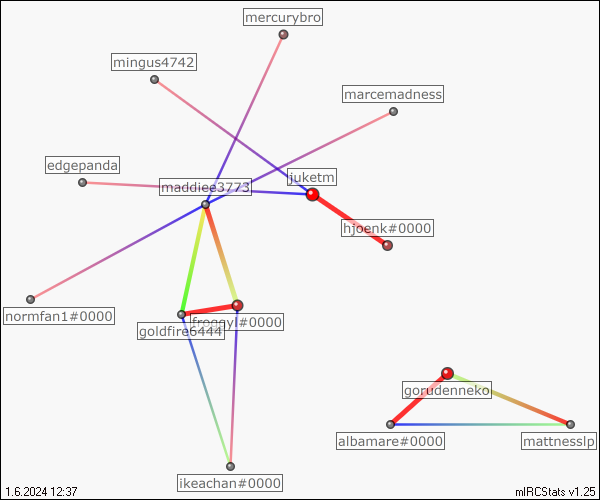 mercurybro
mingus4742
marcemadness
edgepanda
maddiee3773
juketm
hjoenk#0000
normfan1#0000
froggyl#0000
goldfire6444
gorudenneko
albamare#0000
mattnesslp
ikeachan#0000
1.6.2024 12:37
mIRCStats v1.25